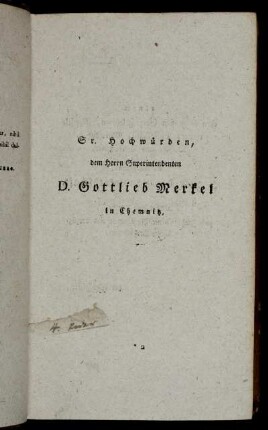 Sr. Hochwürden,
dem Herrn Superintendenten
D. Gottlieb Merkel
in Chemnitz.